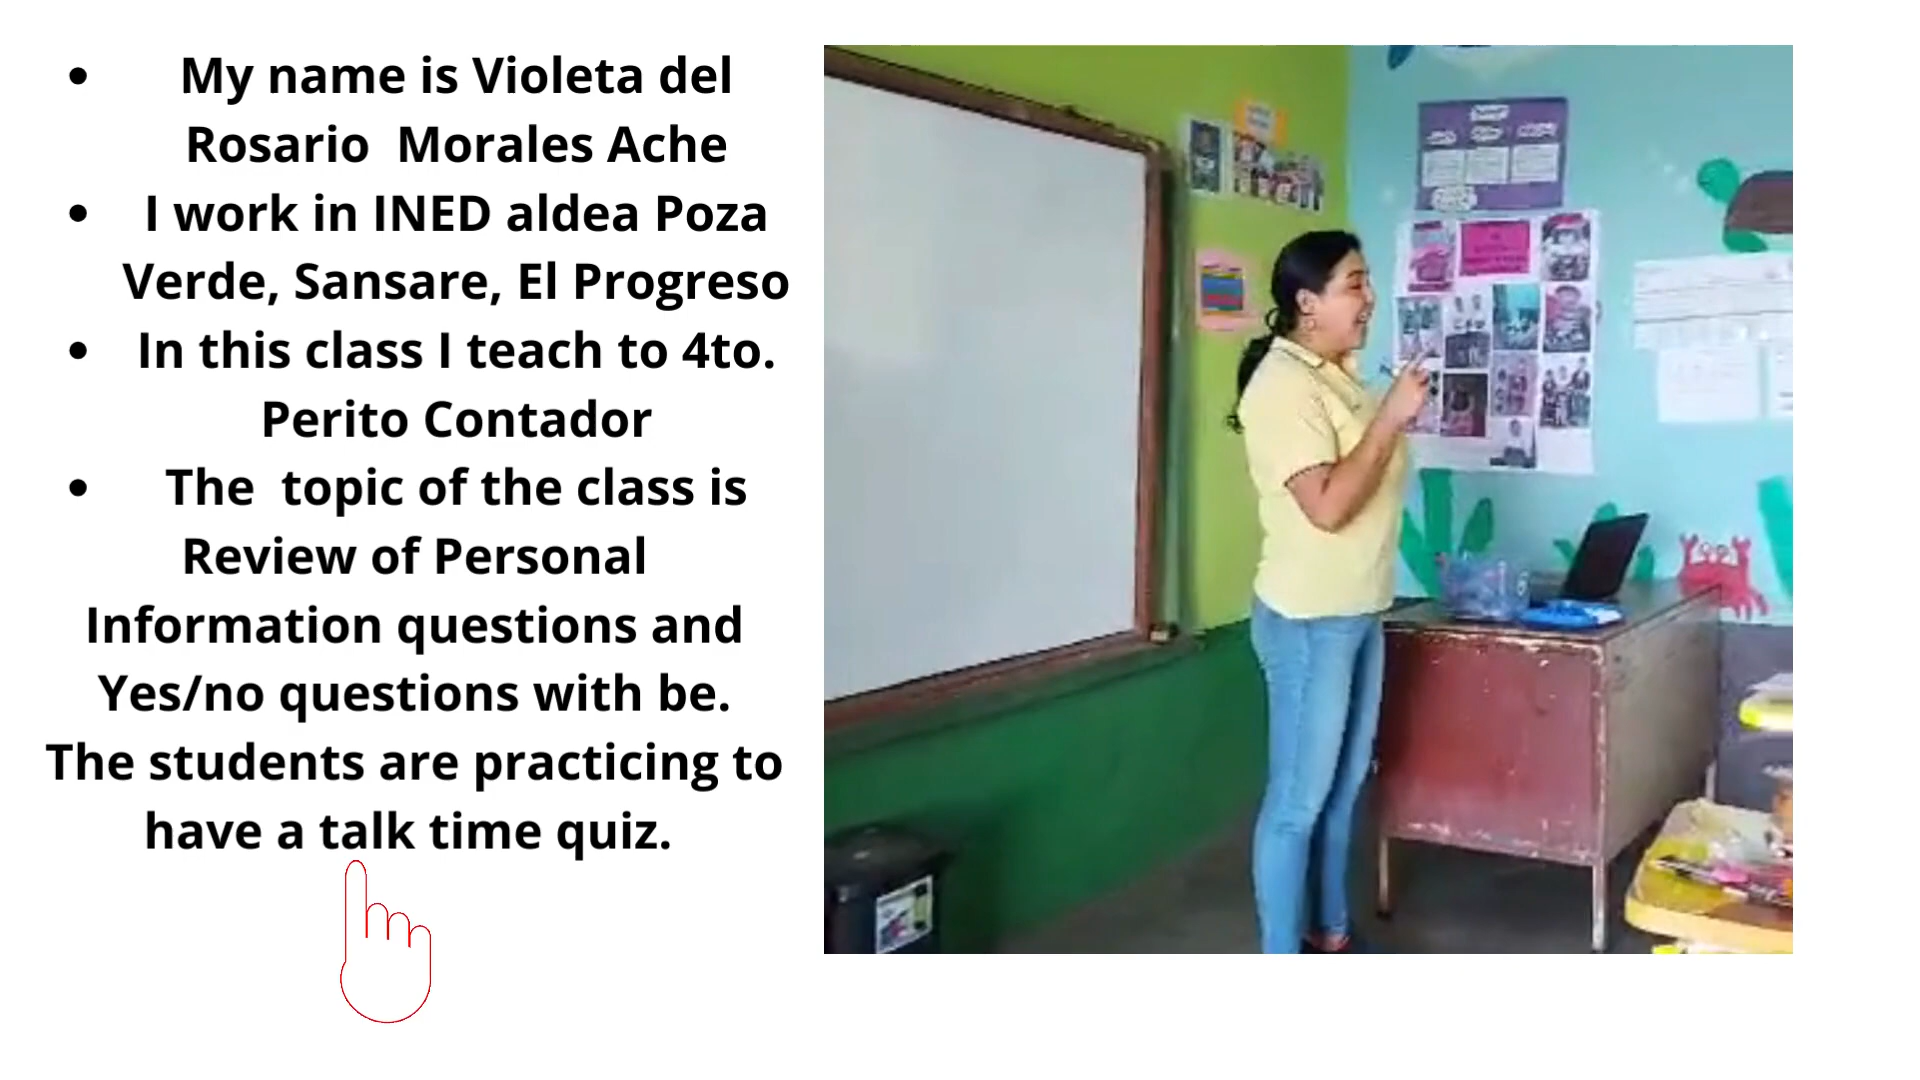 • My name is Violeta del
Rosario Morales Ache
• I work in INED aldea Poza
Verde, Sansare, El Progreso
• In this class I teach to 4to.
Perito Contador
• The topic of the class is
Review of Personal
Information questions and
Yes/no questions with be.
The students are practicing to
have a talk time quiz.